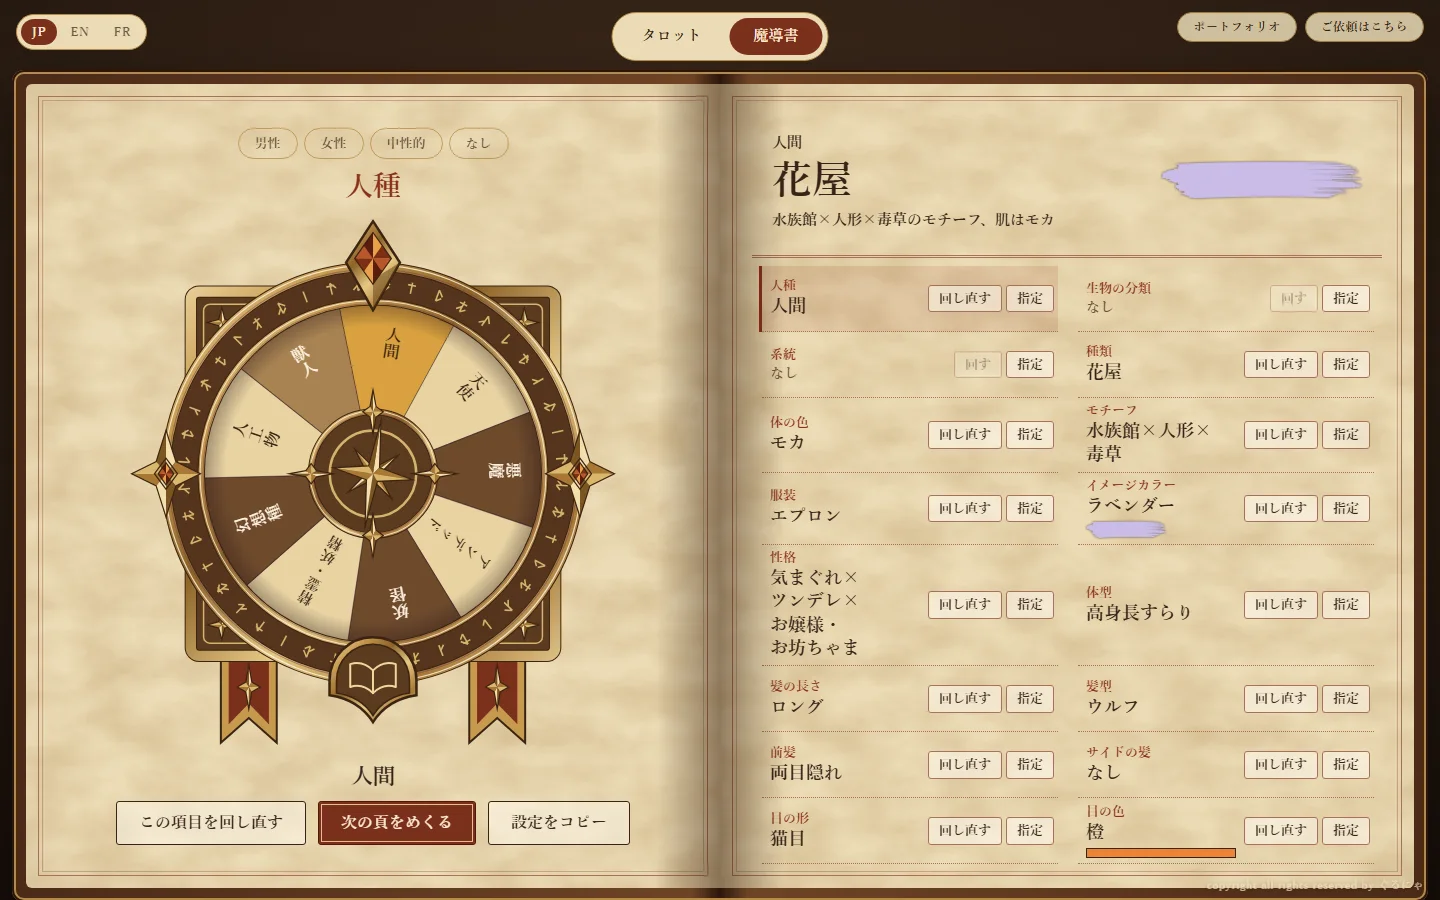 JP EN FR
タロット 魔導書
ポートフォリオ ご依頼はこちら
男性 女性 中性的 なし
人種
人間
天使
悪魔
アンデッド
妖怪
精霊・妖精
幻想種
人工物
獣人
人間
この項目を回し直す 次の頁をめくる 設定をコピー
人間
花屋
水族館×人形×毒草のモチーフ、肌はモカ
人種
人間
回し直す 指定
生物の分類
なし
回す 指定
系統
なし
回す 指定
種類
花屋
回し直す 指定
体の色
モカ
回し直す 指定
モチーフ
水族館×人形×
毒草
回し直す 指定
服装
エプロン
回し直す 指定
イメージカラー
ラベンダー
回し直す 指定
性格
気まぐれ×
ツンデレ×
お嬢様・
お坊ちゃま
回し直す 指定
体型
高身長すらり
回し直す 指定
髪の長さ
ロング
回し直す 指定
髪型
ウルフ
回し直す 指定
前髪
両目隠れ
回し直す 指定
サイドの髪
なし
回し直す 指定
目の形
猫目
回し直す 指定
目の色
橙
回し直す 指定
copyright all rights reserved by ぐろにゃ